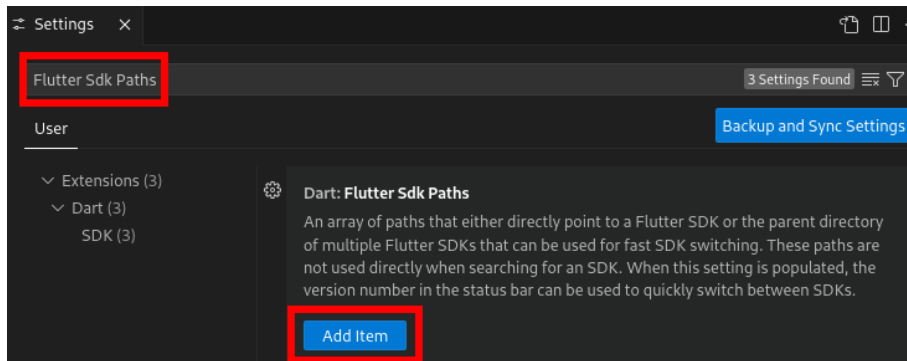 Settings
Flutter Sdk Paths
3 Settings Found
User
Backup and Sync Settings
Extensions (3)
Dart (3)
SDK (3)
Dart: Flutter Sdk Paths
An array of paths that either directly point to a Flutter SDK or the parent directory
of multiple Flutter SDKs that can be used for fast SDK switching. These paths are
not used directly when searching for an SDK. When this setting is populated, the
version number in the status bar can be used to quickly switch between SDKs.
Add Item